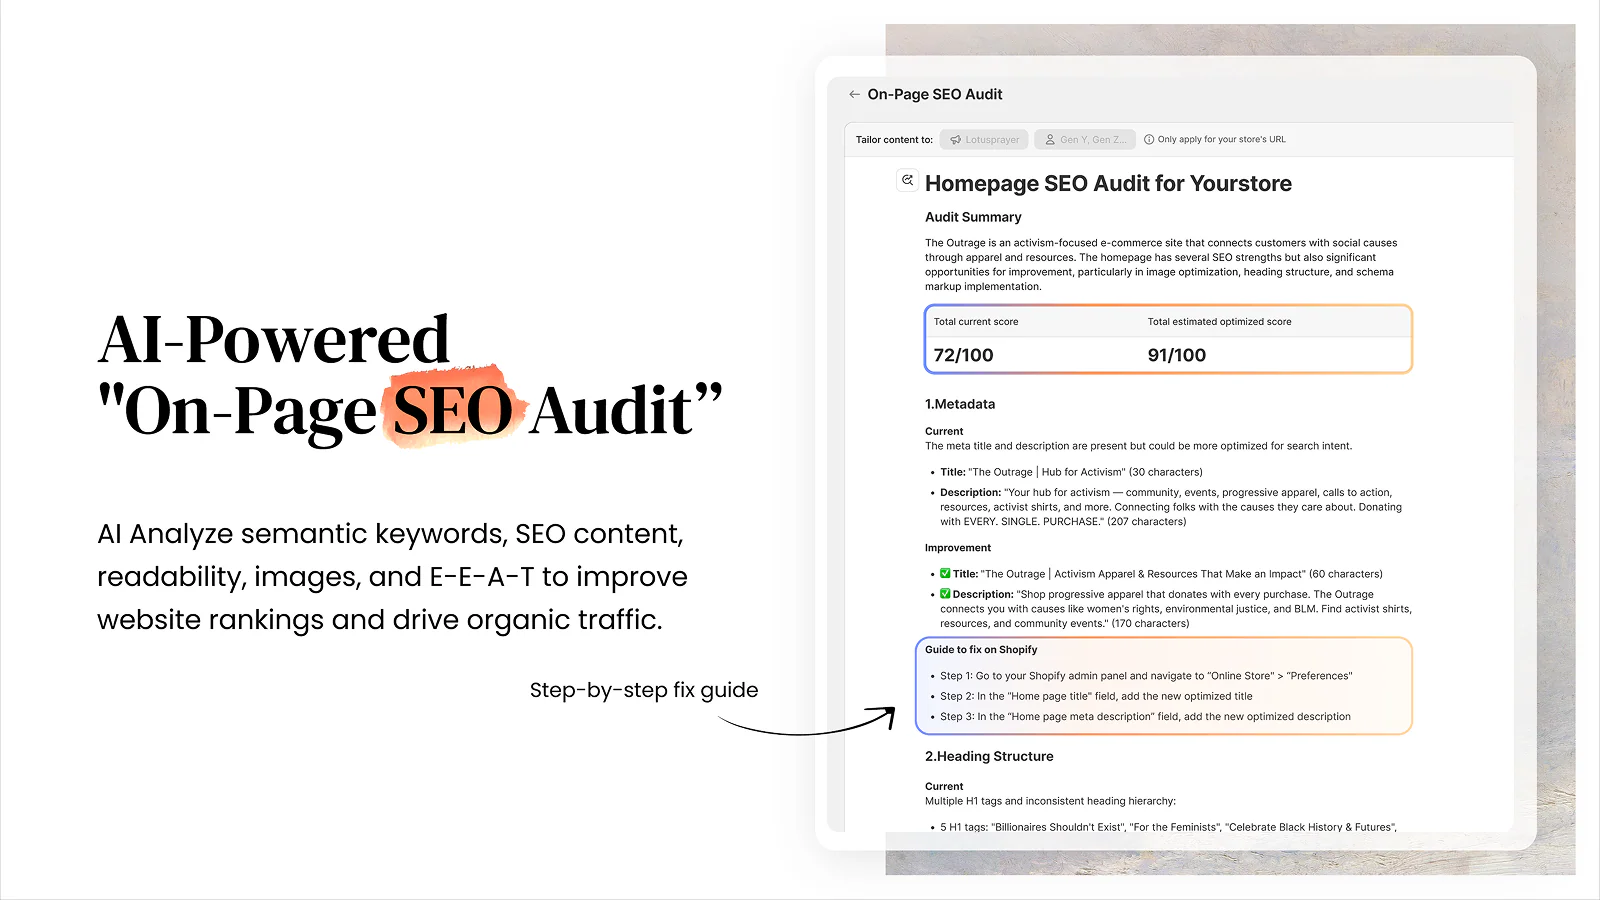 AI-Powered
"On-Page SEO Audit”
AI Analyze semantic keywords, SEO content,
readability, images, and E-E-A-T to improve
website rankings and drive organic traffic.
Step-by-step fix guide
← On-Page SEO Audit
Tailor content to: Lotusprayer Gen Y, Gen Z... Only apply for your store's URL
Homepage SEO Audit for Yourstore
Audit Summary
The Outrage is an activism-focused e-commerce site that connects customers with social causes
through apparel and resources. The homepage has several SEO strengths but also significant
opportunities for improvement, particularly in image optimization, heading structure, and schema
markup implementation.
Total current score Total estimated optimized score
72/100 91/100
1.Metadata
Current
The meta title and description are present but could be more optimized for search intent.
• Title: "The Outrage | Hub for Activism" (30 characters)
• Description: "Your hub for activism — community, events, progressive apparel, calls to action,
resources, activist shirts, and more. Connecting folks with the causes they care about. Donating
with EVERY. SINGLE. PURCHASE." (207 characters)
Improvement
• ✅ Title: "The Outrage | Activism Apparel & Resources That Make an Impact" (60 characters)
• ✅ Description: "Shop progressive apparel that donates with every purchase. The Outrage
connects you with causes like women's rights, environmental justice, and BLM. Find activist shirts,
resources, and community events." (170 characters)
Guide to fix on Shopify
• Step 1: Go to your Shopify admin panel and navigate to “Online Store” > “Preferences”
• Step 2: In the “Home page title” field, add the new optimized title
• Step 3: In the “Home page meta description” field, add the new optimized description
2.Heading Structure
Current
Multiple H1 tags and inconsistent heading hierarchy:
• 5 H1 tags: "Billionaires Shouldn't Exist", "For the Feminists", "Celebrate Black History & Futures",